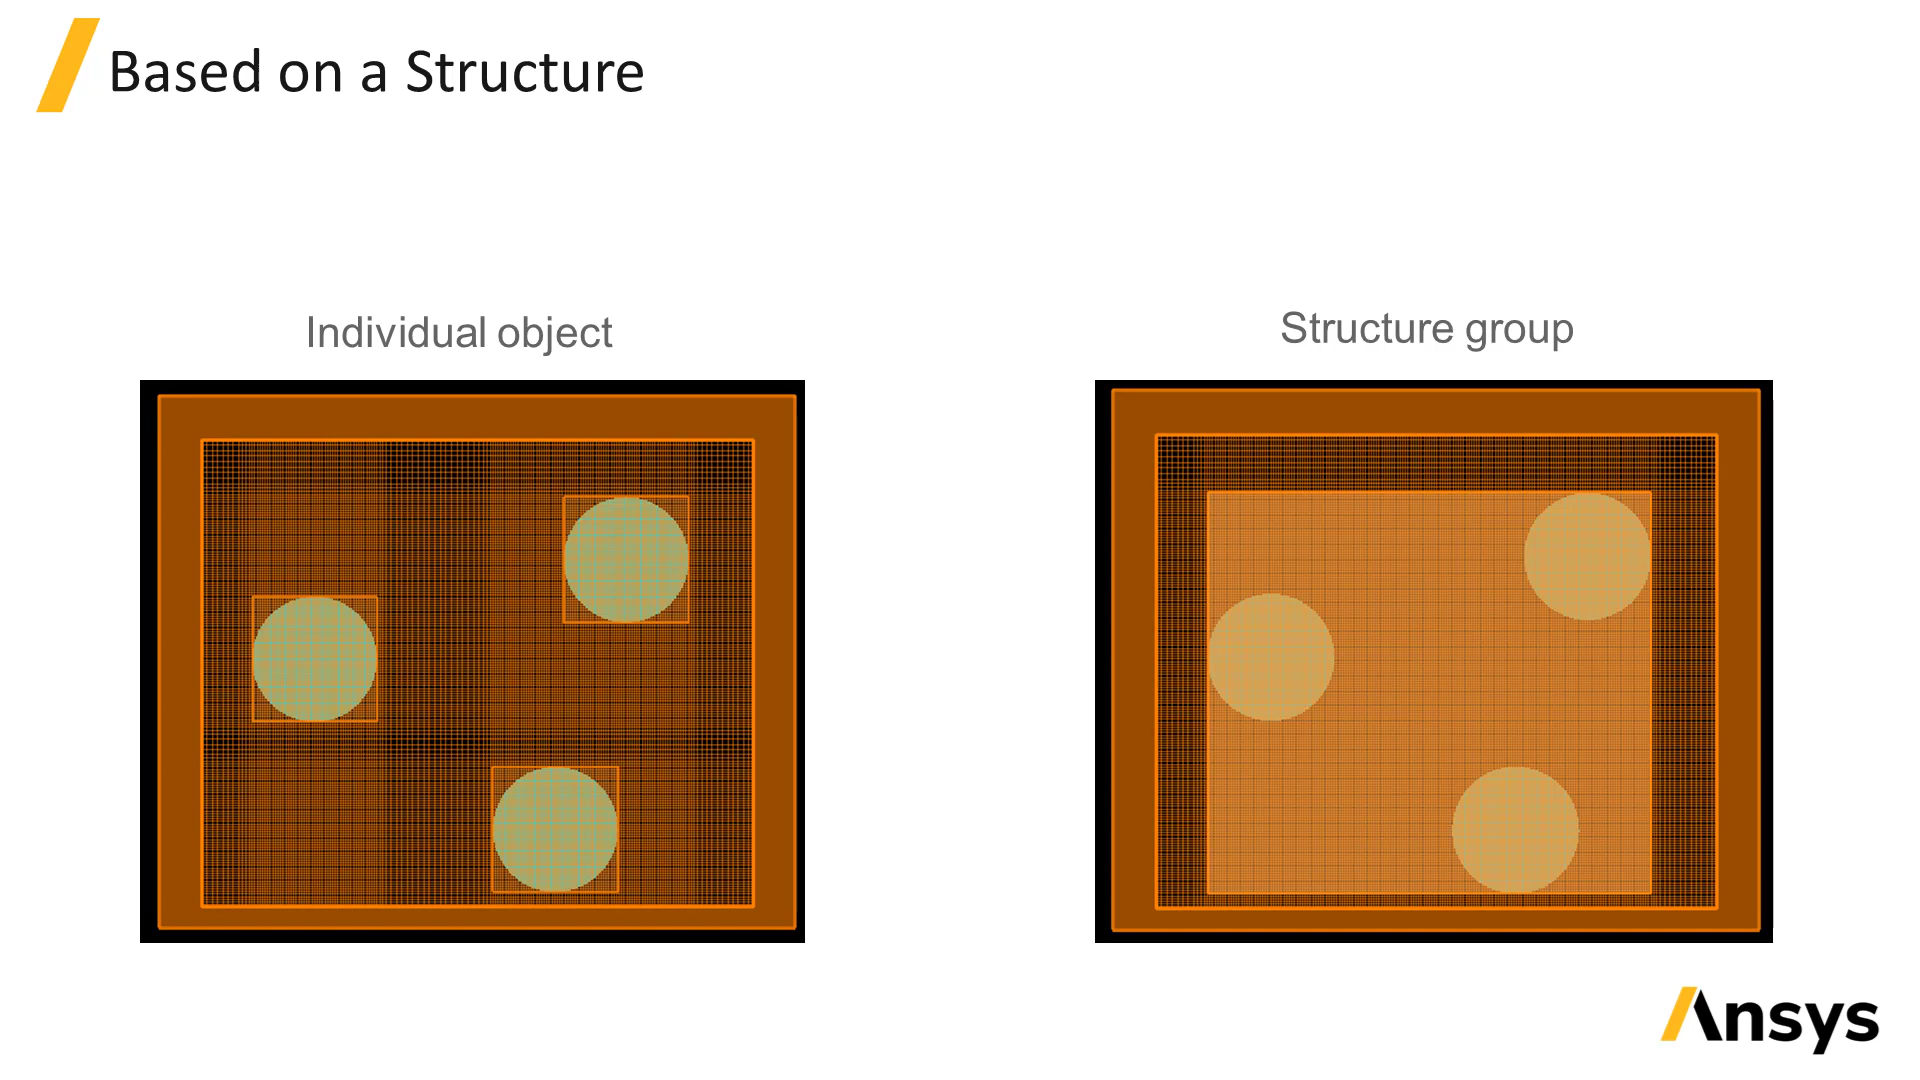 Based on a Structure
Individual object
Structure group
Ansys